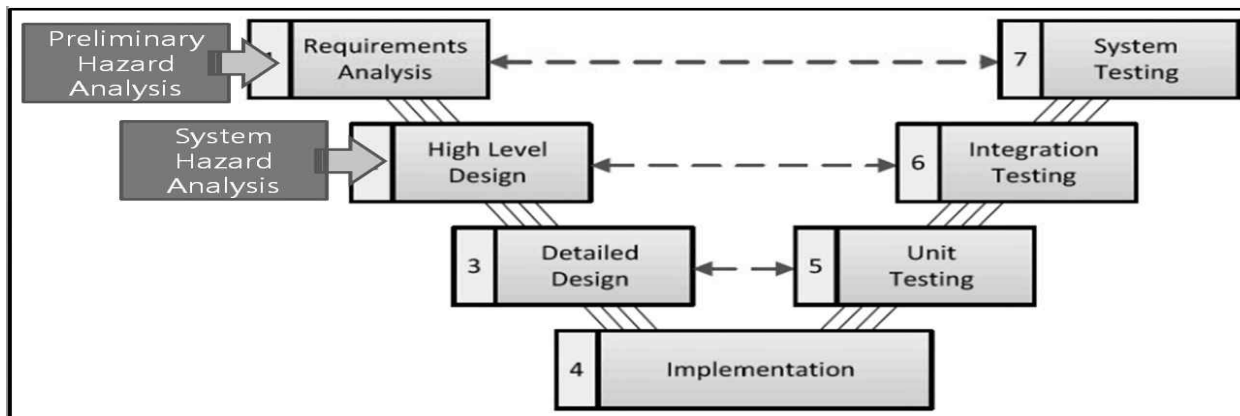 Preliminary
Hazard
Analysis
Requirements
Analysis
7
System
Testing
System
Hazard
Analysis
High Level
Design
6
Integration
Testing
3
Detailed
Design
5
Unit
Testing
4
Implementation